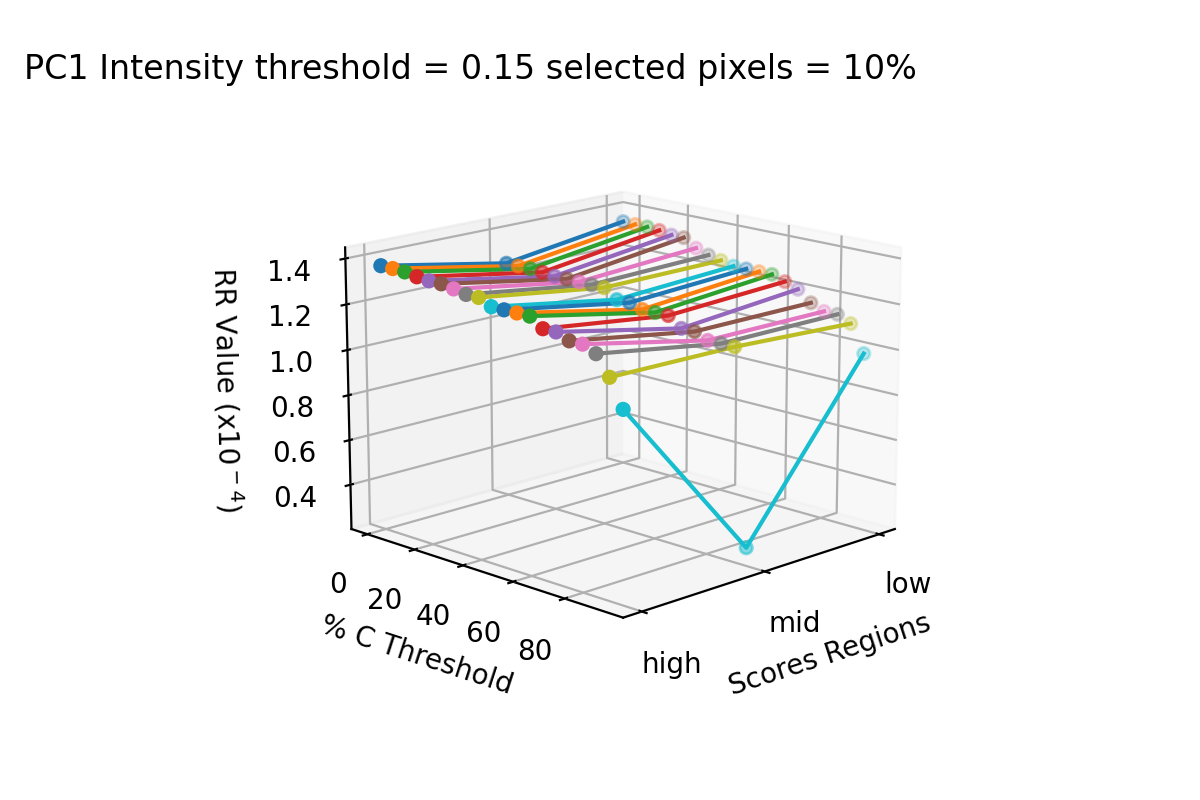 PC1 Intensity threshold = 0.15 selected pixels = 10%
1.4
1.2
1.0
0.8
0.6
0.4
RR Value (x10⁻⁴)
0
20
40
60
80
% C Threshold
high
mid
low
Scores Regions